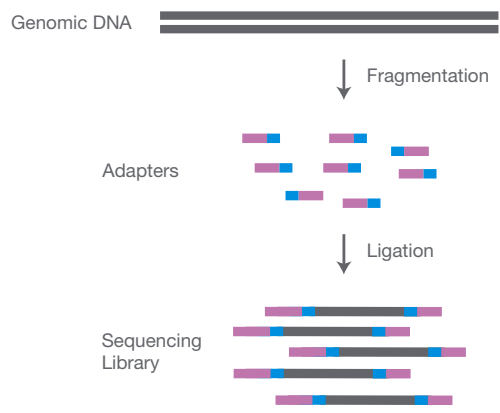 Genomic DNA
Fragmentation
Adapters
Ligation
Sequencing
Library